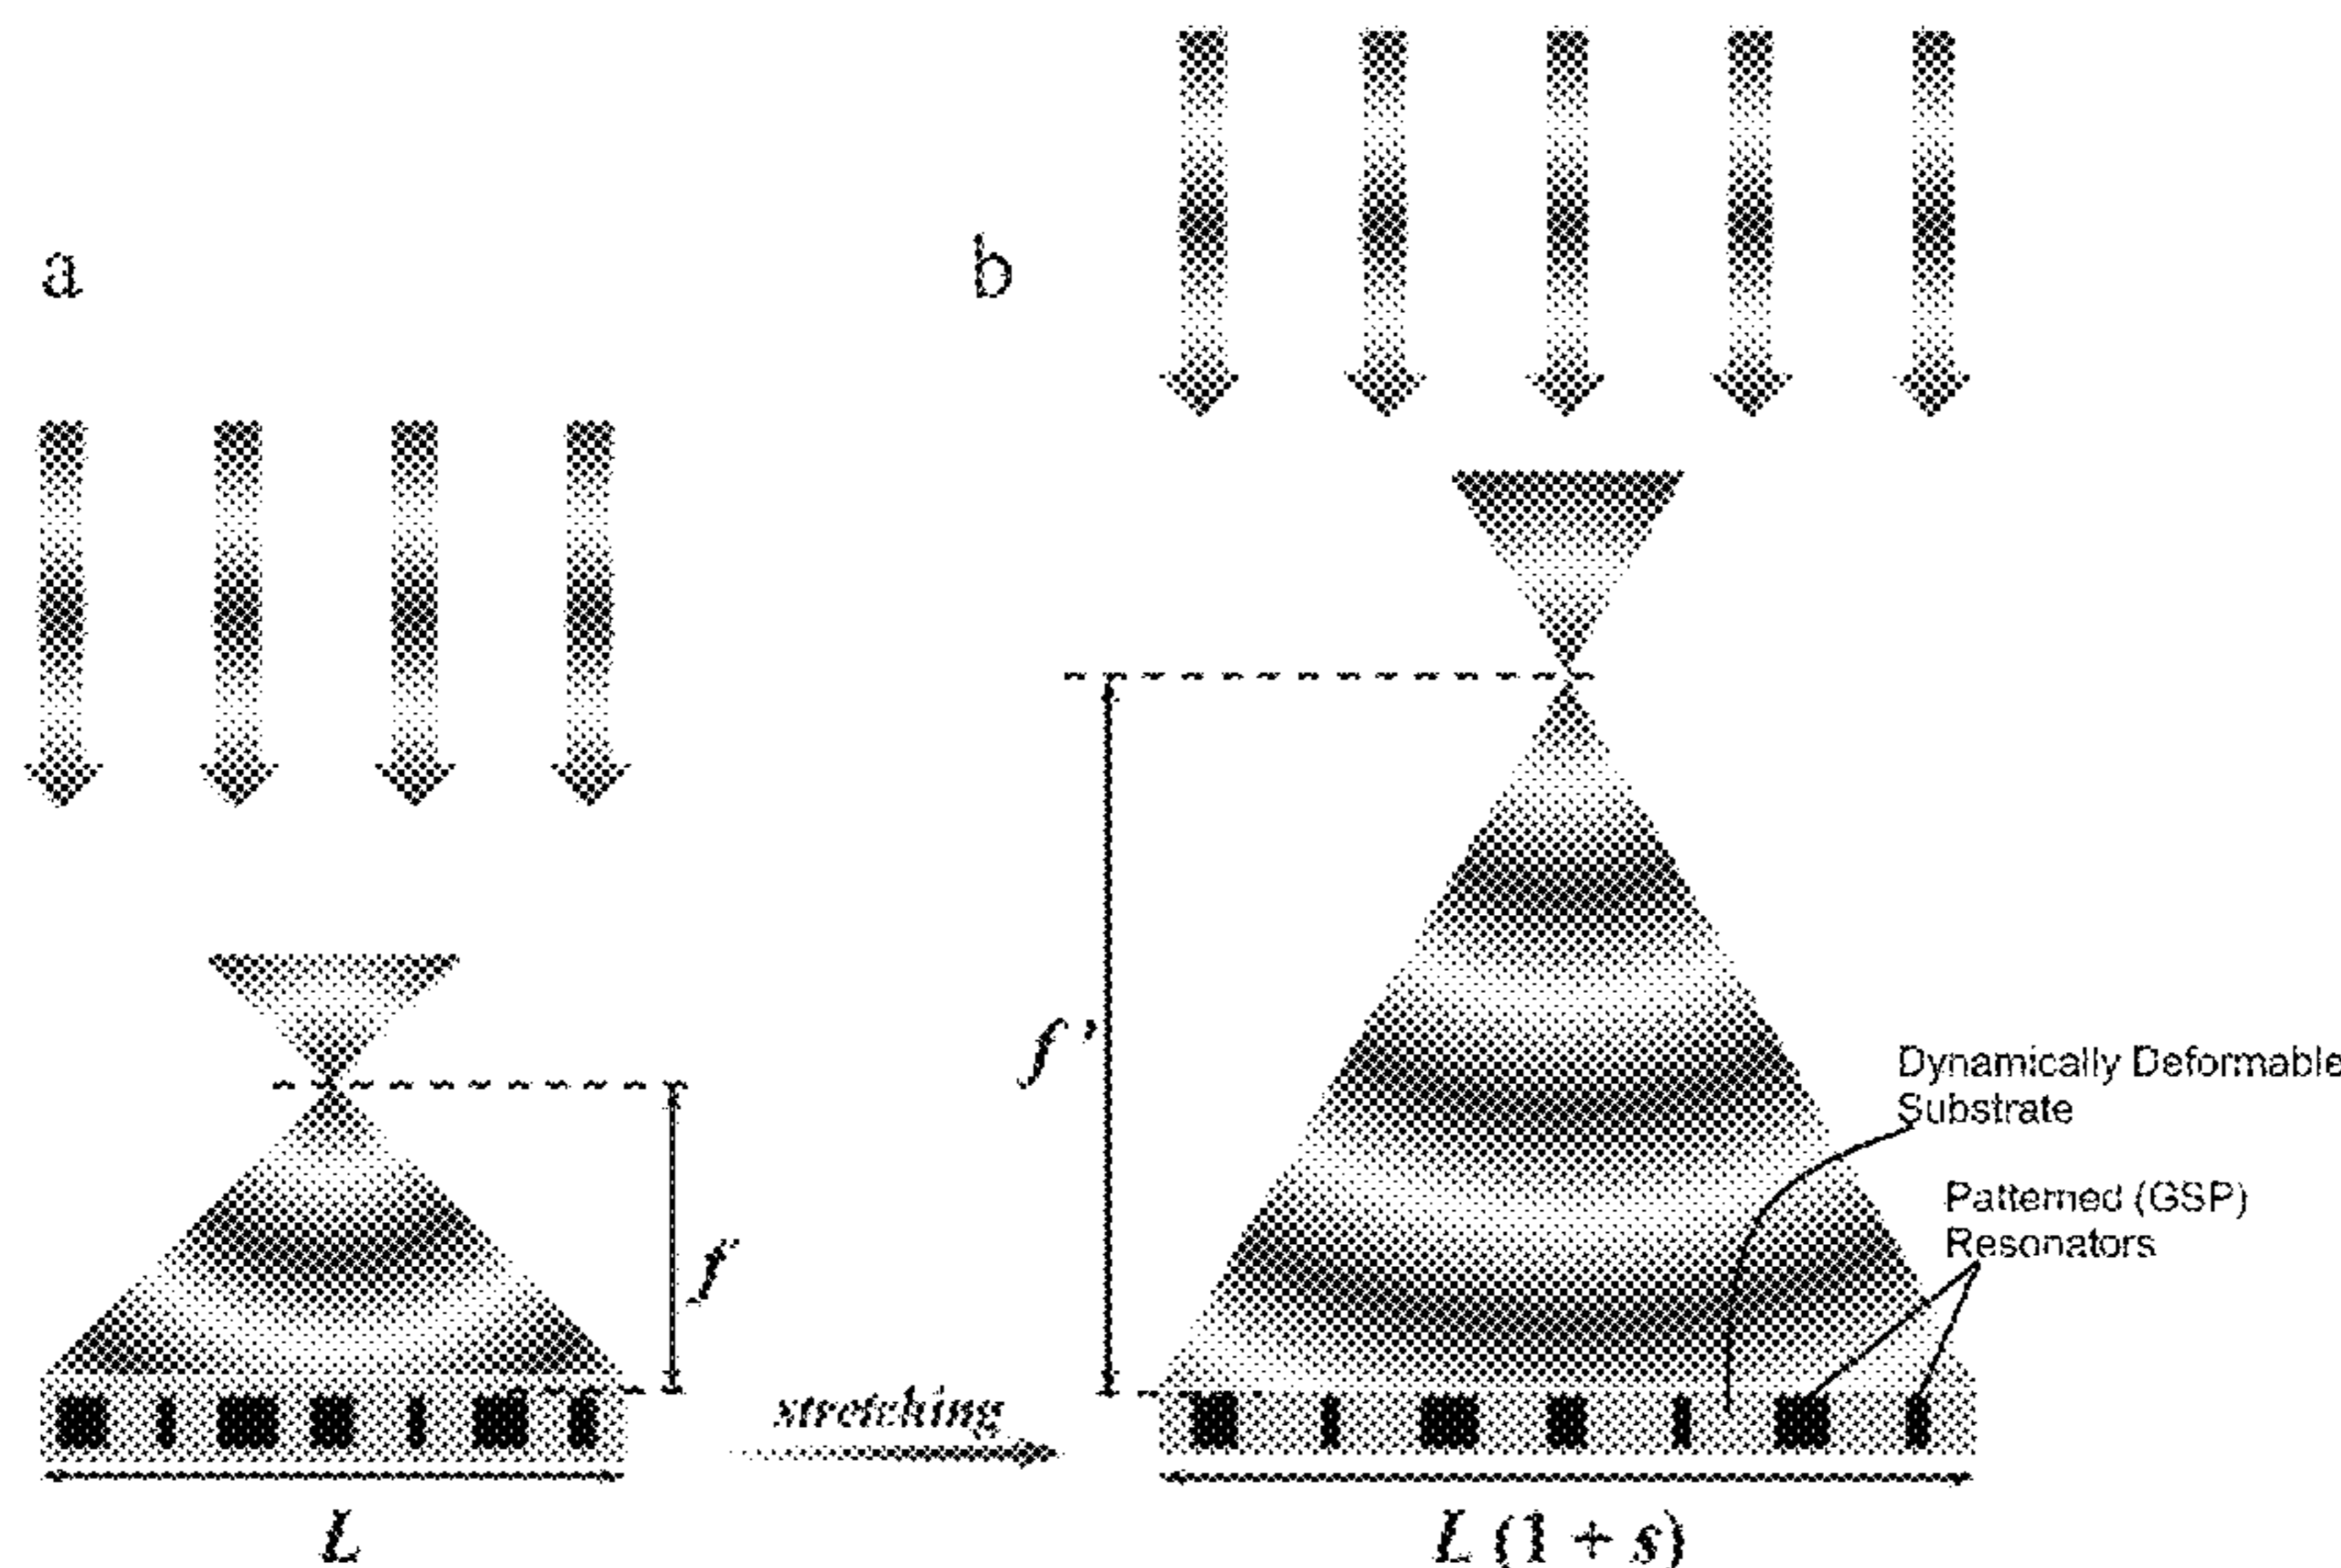 a
b
f
f'
Dynamically Deformable
Substrate
Patterned (GSP)
Resonators
stretching
L
L (1 + s)